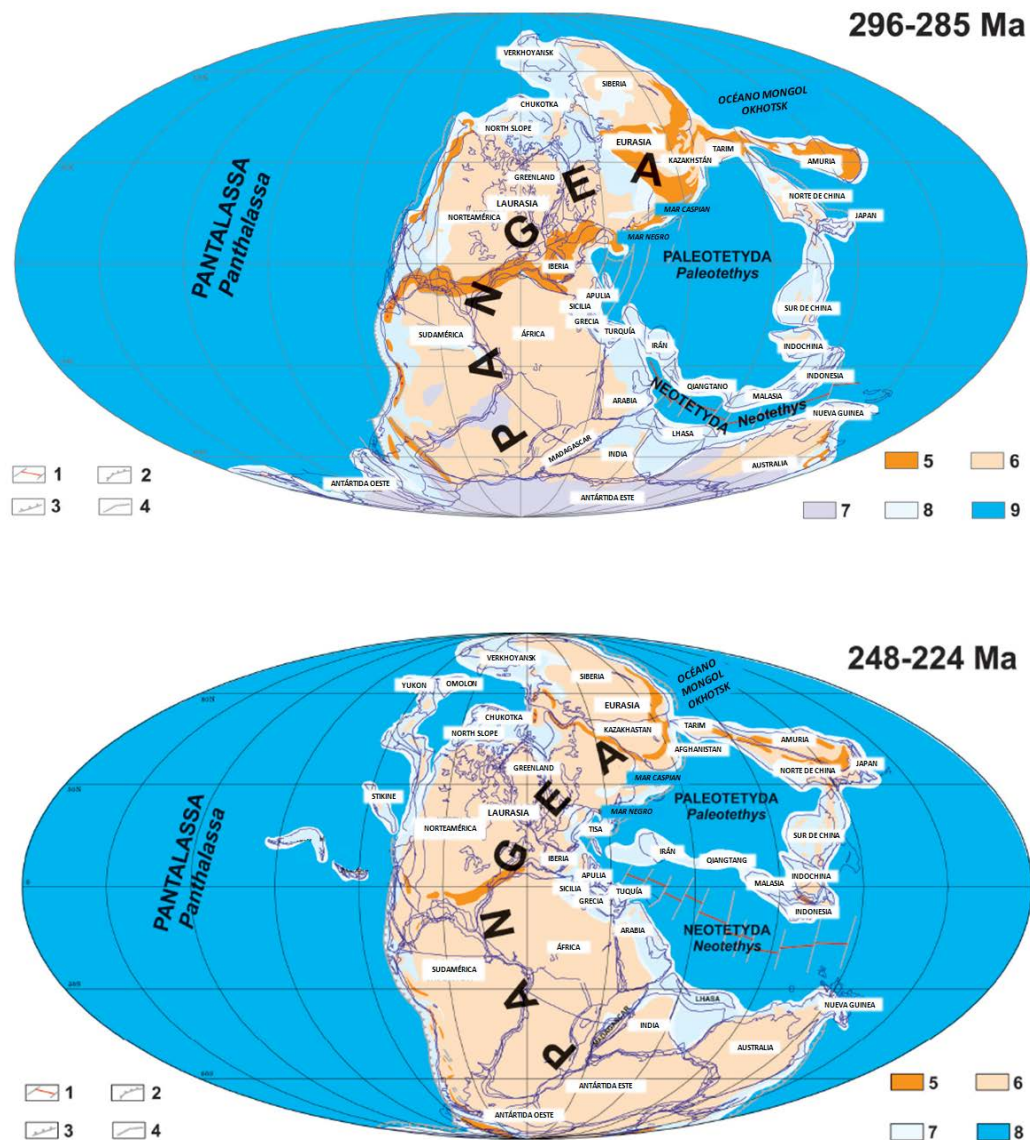 296-285 Ma
VERKHOYANSK
SIBERIA
OCÉANO MONGOL
OKHOTSK
CHUKOTKA
NORTH SLOPE
EURASIA
TARIM
KAZAKHSTÁN
AMURIA
GREENLAND
LAURASIA
NORTEAMÉRICA
NORTE DE CHINA
JAPAN
MAR CASPIAN
MAR NEGRO
PANTALASSA
Panthalassa
PALEOTETYDA
Paleotethys
IBERIA
APULIA
SICILIA
GRECIA
TURQUÍA
SUR DE CHINA
SUDAMÉRICA
ÁFRICA
IRÁN
INDOCHINA
INDONESIA
QIANGTANO
MALASIA
ARABIA
NEOTETYDA
Neotethys
NUEVA GUINEA
LHASA
MADAGASCAR
INDIA
AUSTRALIA
ANTÁRTIDA OESTE
ANTÁRTIDA ESTE
PANGEA
1 2
3 4
5 6
7 8 9
248-224 Ma
VERKHOYANSK
SIBERIA
OCÉANO
MONGOL
OKHOTSK
YUKON
OMOLON
EURASIA
CHUKOTKA
NORTH SLOPE
KAZAKHASTAN
TARIM
AMURIA
AFGHANISTAN
JAPAN
GREENLAND
NORTE DE CHINA
MAR CASPIAN
STIKINE
PALEOTETYDA
Paleotethys
LAURASIA
MAR NEGRO
NORTEAMÉRICA
TISA
SUR DE CHINA
PANTALASSA
Panthalassa
IRÁN
QIANGTANG
IBERIA
APULIA
SICILIA
GRECIA
TUQUÍA
MALASIA
INDOCHINA
INDONESIA
NEOTETYDA
Neotethys
ARABIA
ÁFRICA
SUDAMÉRICA
LHASA
NUEVA GUINEA
MADAGASCAR
INDIA
AUSTRALIA
ANTÁRTIDA ESTE
ANTÁRTIDA OESTE
PANGEA
1 2
3 4
5 6
7 8